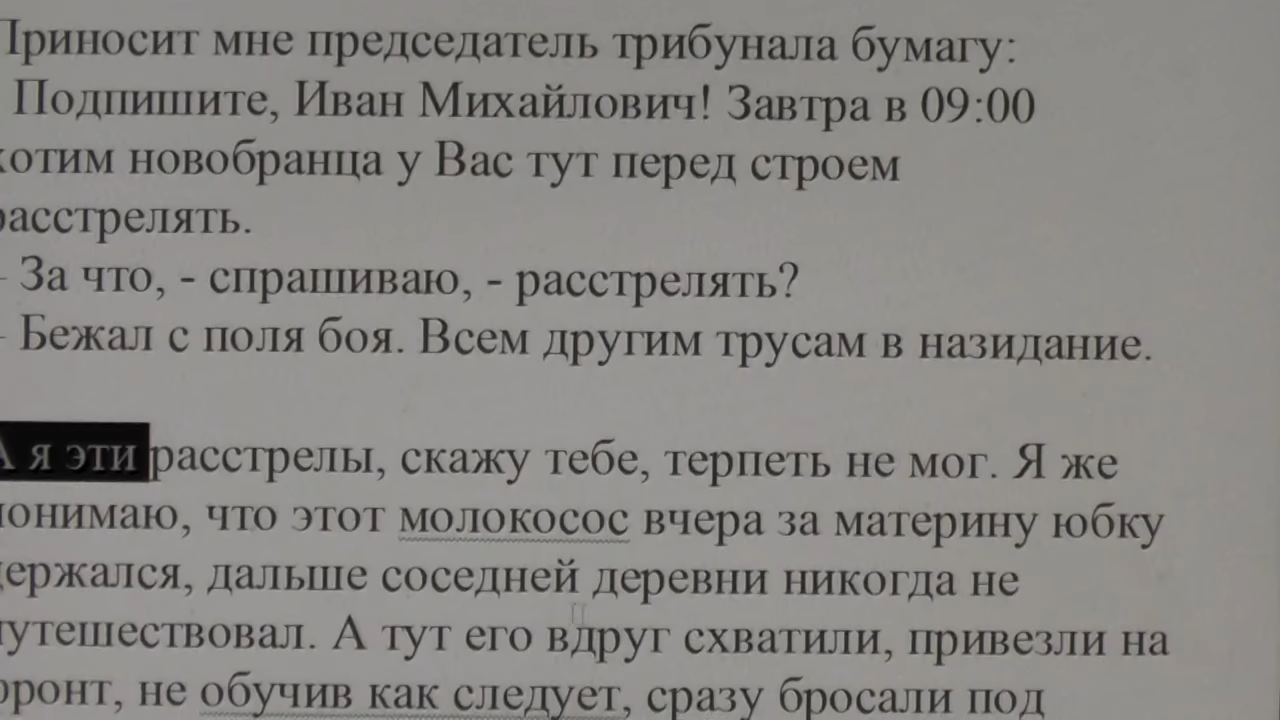 Приносит мне председатель трибунала бумагу:
Подпишите, Иван Михайлович! Завтра в 09:00
хотим новобранца у Вас тут перед строем
расстрелять.
- За что, - спрашиваю, - расстрелять?
- Бежал с поля боя. Всем другим трусам в назидание.
А я эти расстрелы, скажу тебе, терпеть не мог. Я же
понимаю, что этот молокосос вчера за материну юбку
держался, дальше соседней деревни никогда не
путешествовал. А тут его вдруг схватили, привезли на
фронт, не обучив как следует, сразу бросали под